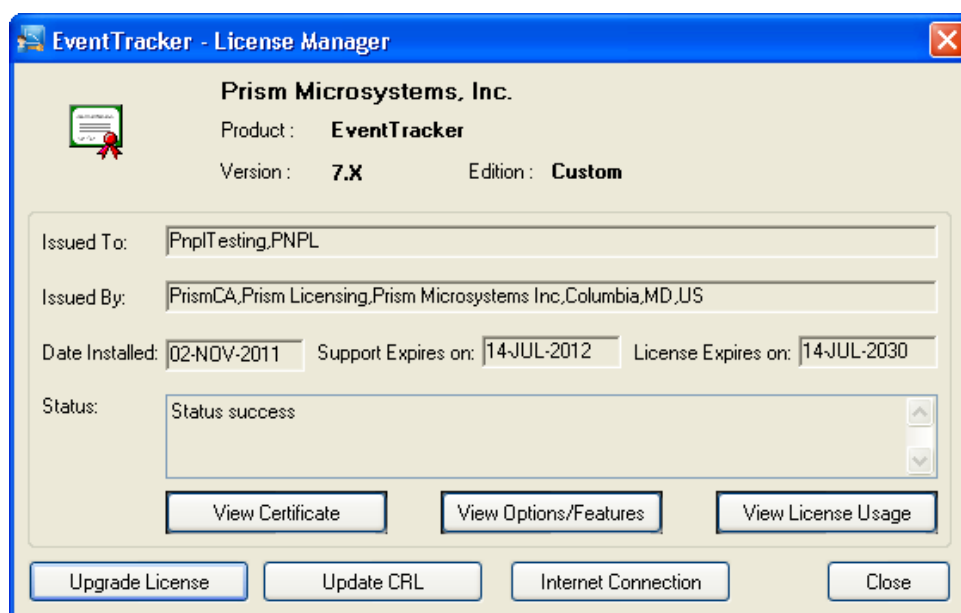 EventTracker - License Manager
Prism Microsystems, Inc.
Product : EventTracker
Version : 7.X Edition : Custom
Issued To: PnplTesting,PNPL
Issued By: PrismCA,Prism Licensing,Prism Microsystems Inc,Columbia,MD,US
Date Installed: 02-NOV-2011 Support Expires on: 14-JUL-2012 License Expires on: 14-JUL-2030
Status: Status success
View Certificate View Options/Features View License Usage
Upgrade License Update CRL Internet Connection Close